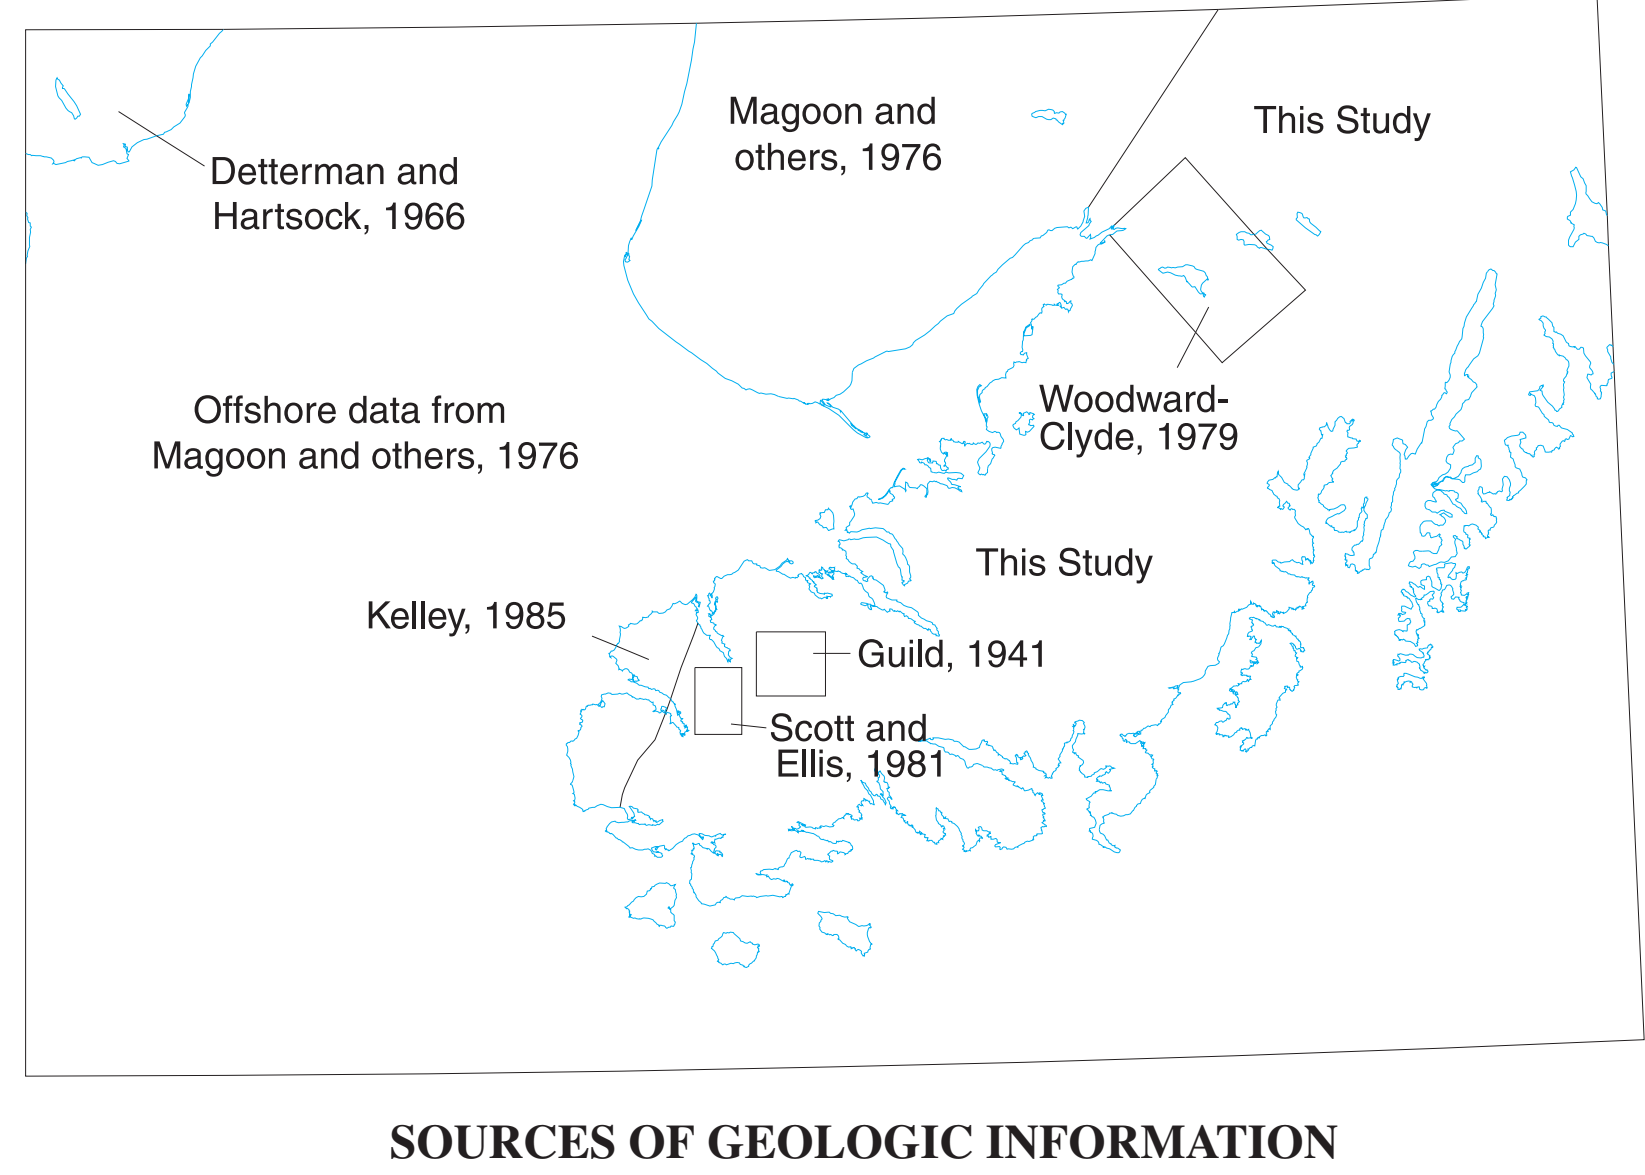 Magoon and
others, 1976
This Study
Detterman and
Hartsock, 1966
Offshore data from
Magoon and others, 1976
Woodward-
Clyde, 1979
This Study
Kelley, 1985
Guild, 1941
Scott and
Ellis, 1981
SOURCES OF GEOLOGIC INFORMATION